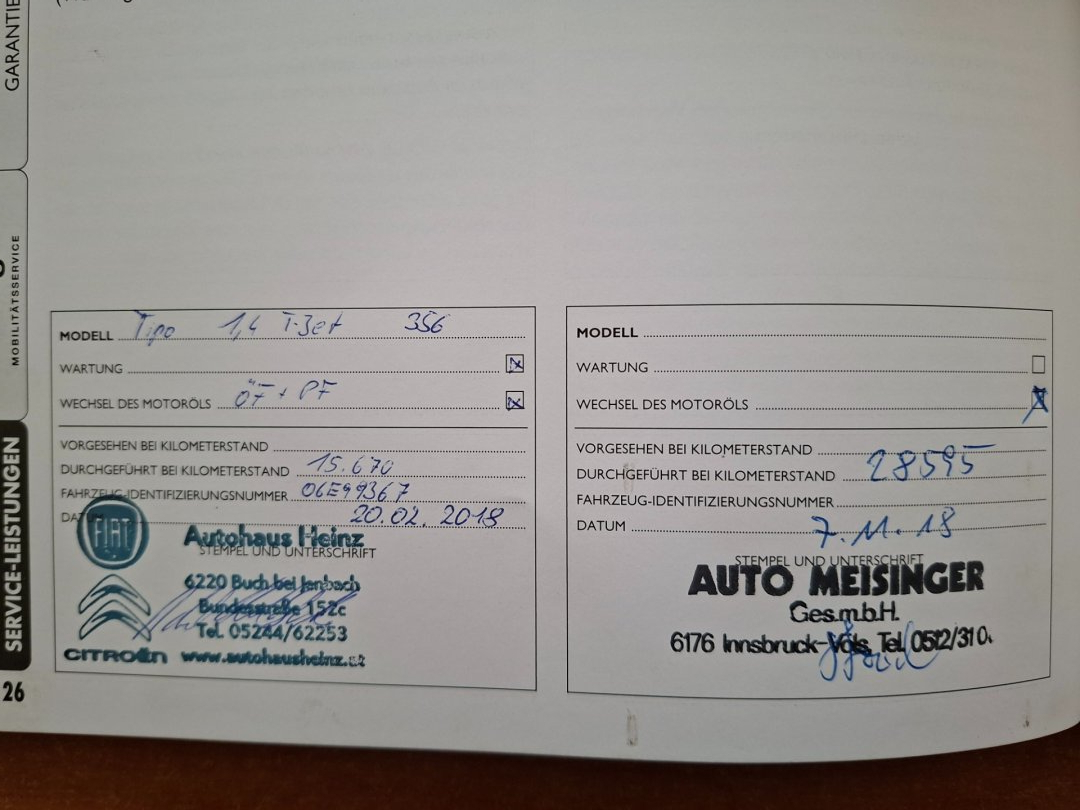 GARANTIE
MOBILITÄTSSERVICE
SERVICE-LEISTUNGEN
26
MODELL Tipo 1,4 T-Jet 356
WARTUNG
WECHSEL DES MOTORÖLS ÖF + PF
VORGESEHEN BEI KILOMETERSTAND
DURCHGEFÜHRT BEI KILOMETERSTAND 15.670
FAHRZEUG-IDENTIFIZIERUNGSNUMMER 06E99367
DATUM 20.02.2018
FIAT
Autohaus Heinz
STEMPEL UND UNTERSCHRIFT
6220 Buch bei Jenbach
Bundesstraße 152c
Tel. 05244/62253
CITROËN www.autohausheinz.at
MODELL
WARTUNG
WECHSEL DES MOTORÖLS
VORGESEHEN BEI KILOMETERSTAND
DURCHGEFÜHRT BEI KILOMETERSTAND 28595
FAHRZEUG-IDENTIFIZIERUNGSNUMMER
DATUM 7.11.18
STEMPEL UND UNTERSCHRIFT
AUTO MEISINGER
Ges.m.b.H.
6176 Innsbruck-Völs, Tel. 0512/310